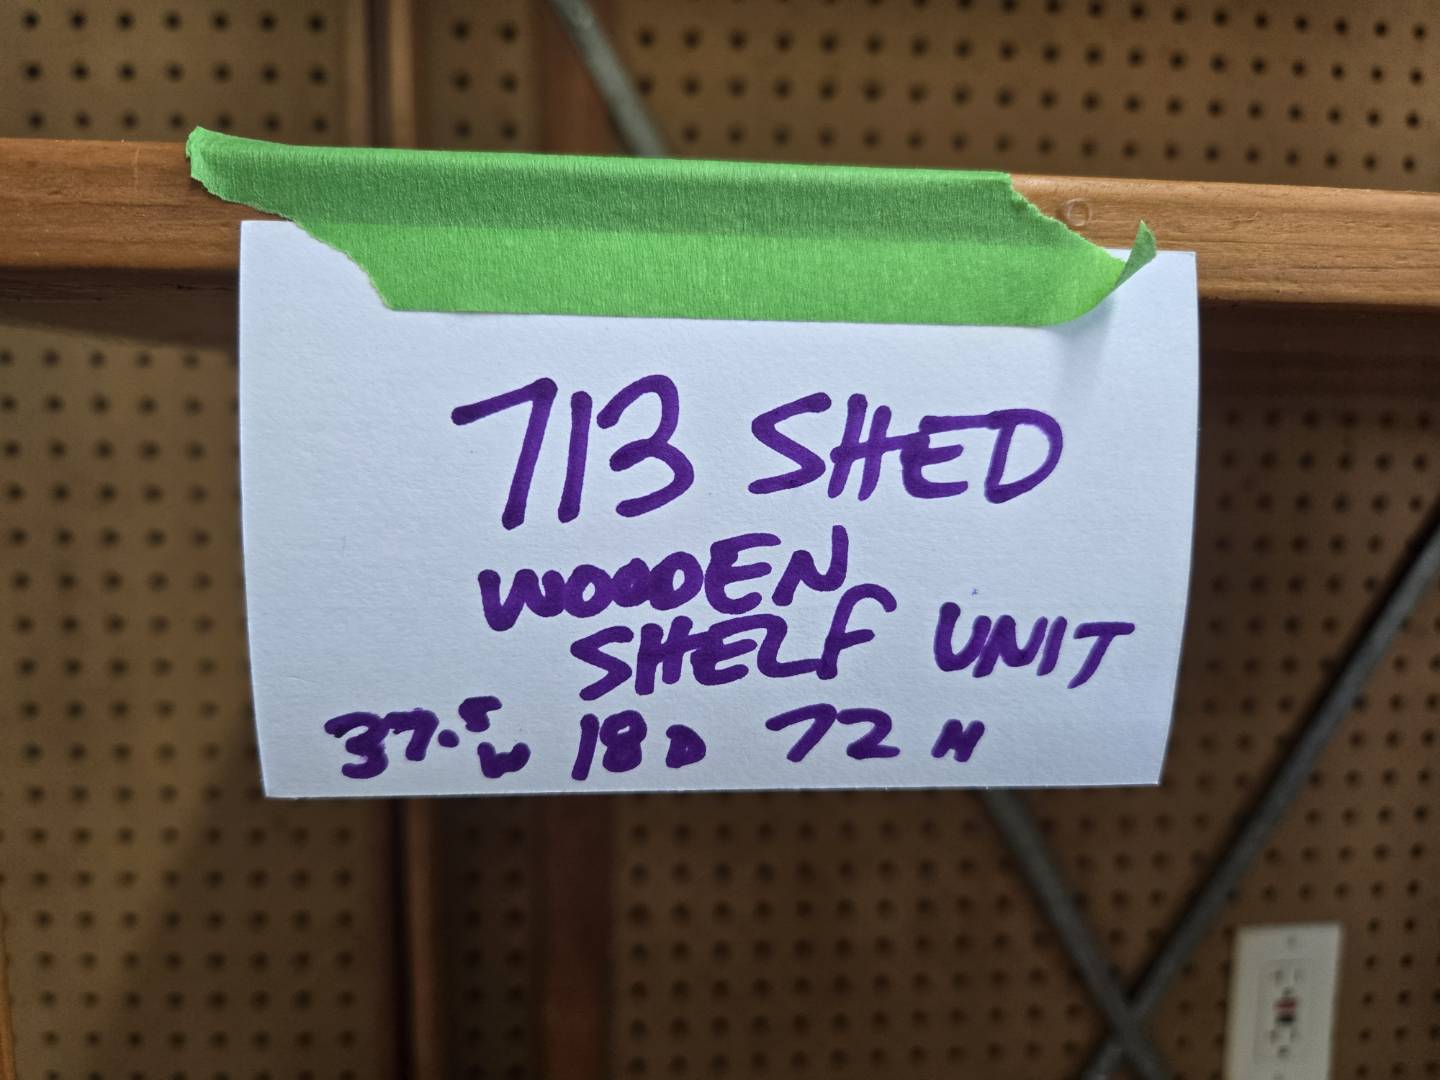 713 SHED
WOODEN
SHELF UNIT
37.5 W 18 D 72 H